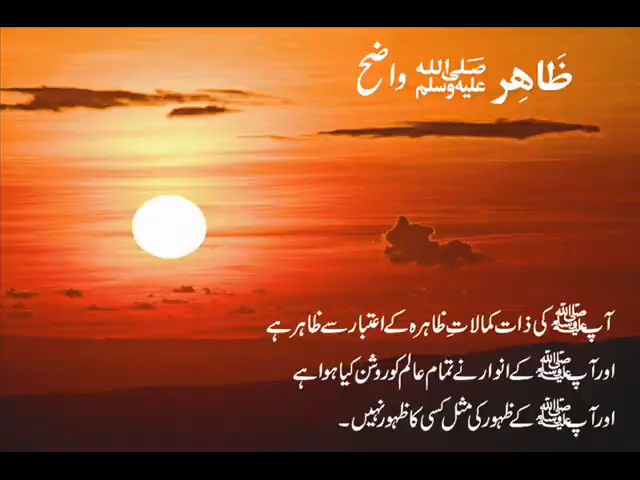 ظَاہِر ﷺ واضح
آپ ﷺ کی ذات کمالاتِ ظاہرہ کے اعتبار سے ظاہر ہے
اور آپ ﷺ کے انوار نے تمام عالم کو روشن کیا ہوا ہے
اور آپ ﷺ کے ظہور کی مثل کسی کا ظہور نہیں۔